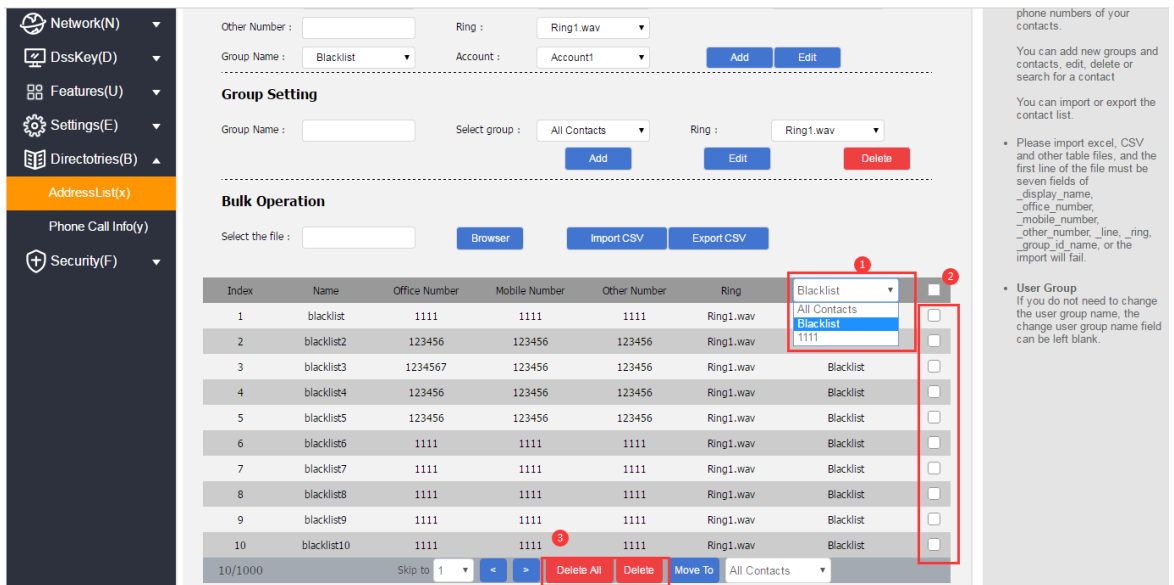 Network(N)
DssKey(D)
Features(U)
Settings(E)
Directotries(B)
AddressList(x)
Phone Call Info(y)
Security(F)
Other Number : Ring : Ring1.wav
Group Name : Blacklist Account : Account1 Add Edit
Group Setting
Group Name : Select group : All Contacts Ring : Ring1.wav
Add Edit Delete
Bulk Operation
Select the file : Browser Import CSV Export CSV
1
2
Index Name Office Number Mobile Number Other Number Ring Blacklist
All Contacts
Blacklist
1111
1 blacklist 1111 1111 1111 Ring1.wav
2 blacklist2 123456 123456 123456 Ring1.wav
3 blacklist3 1234567 123456 123456 Ring1.wav Blacklist
4 blacklist4 123456 123456 123456 Ring1.wav Blacklist
5 blacklist5 123456 123456 123456 Ring1.wav Blacklist
6 blacklist6 1111 1111 1111 Ring1.wav Blacklist
7 blacklist7 1111 1111 1111 Ring1.wav Blacklist
8 blacklist8 1111 1111 1111 Ring1.wav Blacklist
9 blacklist9 1111 1111 1111 Ring1.wav Blacklist
10 blacklist10 1111 1111 1111 Ring1.wav Blacklist
3
10/1000 Skip to 1 < > Delete All Delete Move To All Contacts
phone numbers of your
contacts.
You can add new groups and
contacts, edit, delete or
search for a contact
You can import or export the
contact list.
• Please import excel, CSV
and other table files, and the
first line of the file must be
seven fields of
_display_name,
_office_number,
_mobile_number,
_other_number, _line, _ring,
_group_id_name, or the
import will fail.
• User Group
If you do not need to change
the user group name, the
change user group name field
can be left blank.